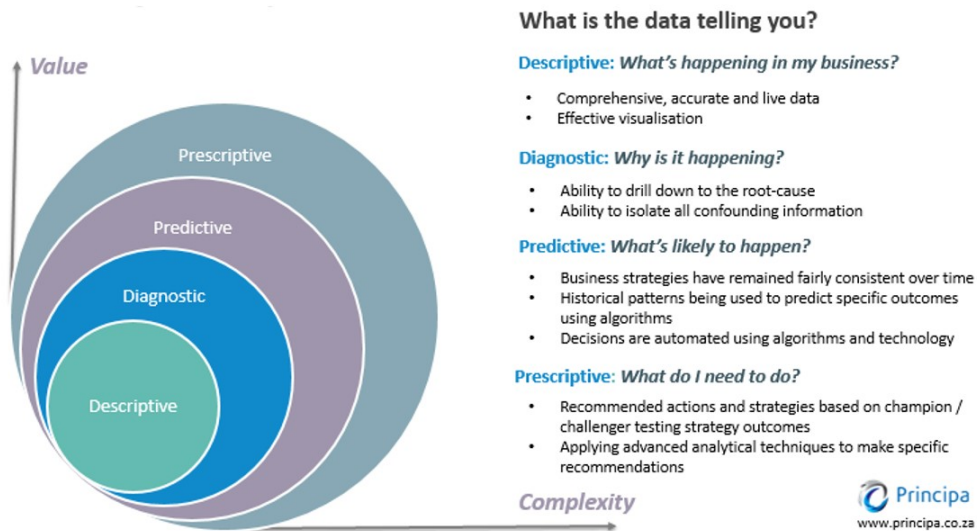 Value
Prescriptive
Predictive
Diagnostic
Descriptive
What is the data telling you?
Descriptive: What's happening in my business?
• Comprehensive, accurate and live data
• Effective visualisation
Diagnostic: Why is it happening?
• Ability to drill down to the root-cause
• Ability to isolate all confounding information
Predictive: What's likely to happen?
• Business strategies have remained fairly consistent over time
• Historical patterns being used to predict specific outcomes
using algorithms
• Decisions are automated using algorithms and technology
Prescriptive: What do I need to do?
• Recommended actions and strategies based on champion /
challenger testing strategy outcomes
• Applying advanced analytical techniques to make specific
recommendations
Complexity
Principa
www.principa.co.za